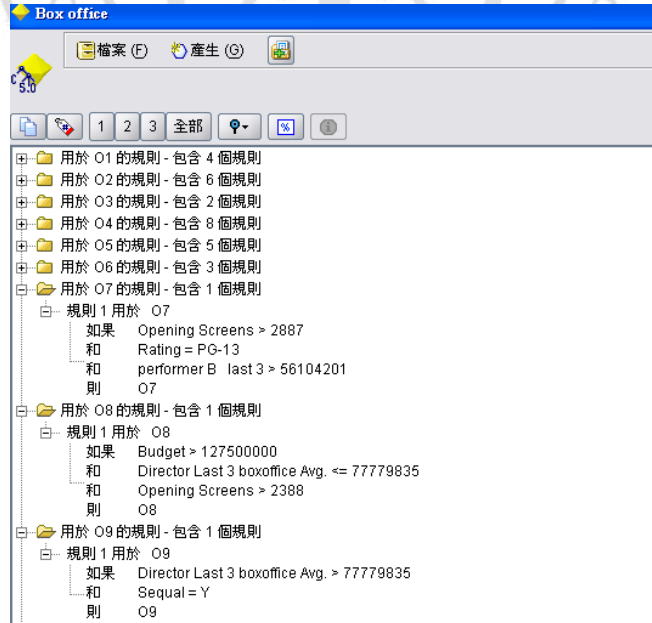 Box office
檔案 (F) 產生 (G)
C5.0
1 2 3 全部 %
用於 O1 的規則 - 包含 4 個規則
用於 O2 的規則 - 包含 6 個規則
用於 O3 的規則 - 包含 2 個規則
用於 O4 的規則 - 包含 8 個規則
用於 O5 的規則 - 包含 5 個規則
用於 O6 的規則 - 包含 3 個規則
用於 O7 的規則 - 包含 1 個規則
規則 1 用於 O7
如果 Opening Screens > 2887
和 Rating = PG-13
和 performer B last 3 > 56104201
則 O7
用於 O8 的規則 - 包含 1 個規則
規則 1 用於 O8
如果 Budget > 127500000
和 Director Last 3 boxoffice Avg. <= 77779835
和 Opening Screens > 2388
則 O8
用於 O9 的規則 - 包含 1 個規則
規則 1 用於 O9
如果 Director Last 3 boxoffice Avg. > 77779835
和 Sequal = Y
則 O9